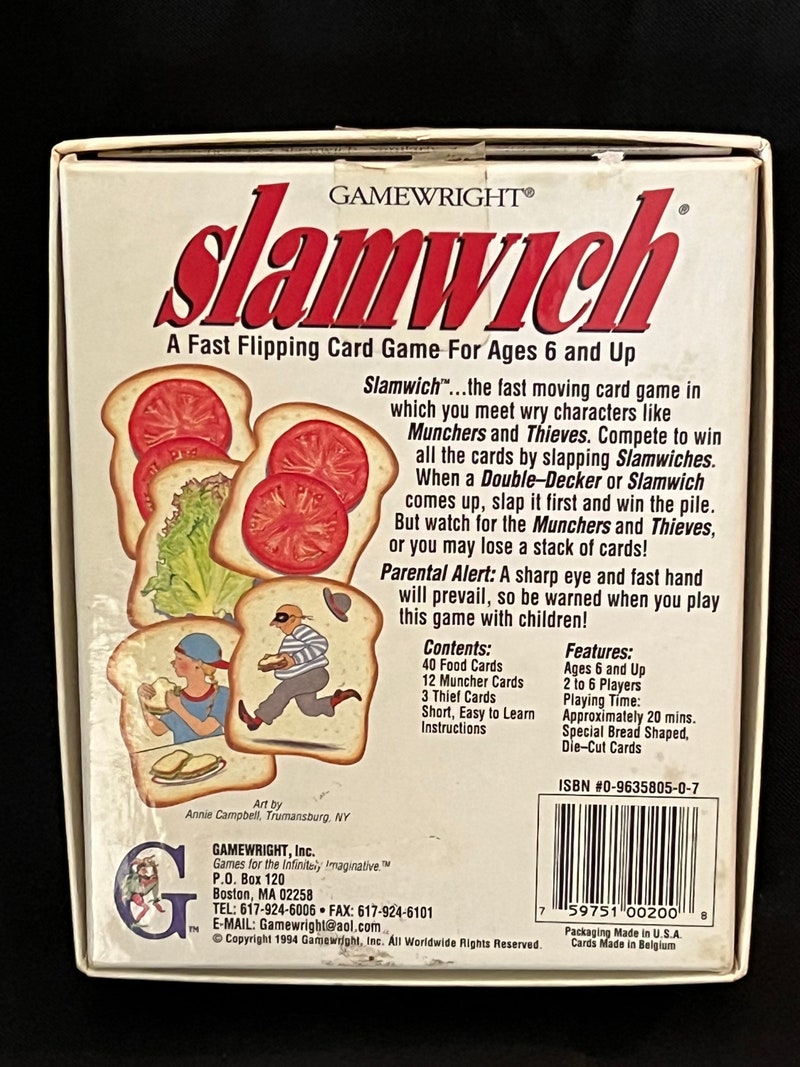 GAMEWRIGHT®
slamwich®
A Fast Flipping Card Game For Ages 6 and Up
Slamwich™...the fast moving card game in
which you meet wry characters like
Munchers and Thieves. Compete to win
all the cards by slapping Slamwiches.
When a Double–Decker or Slamwich
comes up, slap it first and win the pile.
But watch for the Munchers and Thieves,
or you may lose a stack of cards!
Parental Alert: A sharp eye and fast hand
will prevail, so be warned when you play
this game with children!
Contents:
40 Food Cards
12 Muncher Cards
3 Thief Cards
Short, Easy to Learn
Instructions
Features:
Ages 6 and Up
2 to 6 Players
Playing Time:
Approximately 20 mins.
Special Bread Shaped,
Die–Cut Cards
Art by
Annie Campbell, Trumansburg, NY
ISBN #0-9635805-0-7
7 59751 00200 8
Packaging Made in U.S.A.
Cards Made in Belgium
G™
GAMEWRIGHT, Inc.
Games for the Infinitely Imaginative.™
P.O. Box 120
Boston, MA 02258
TEL: 617-924-6006 • FAX: 617-924-6101
E-MAIL: Gamewright@aol.com
© Copyright 1994 Gamewright, Inc. All Worldwide Rights Reserved.